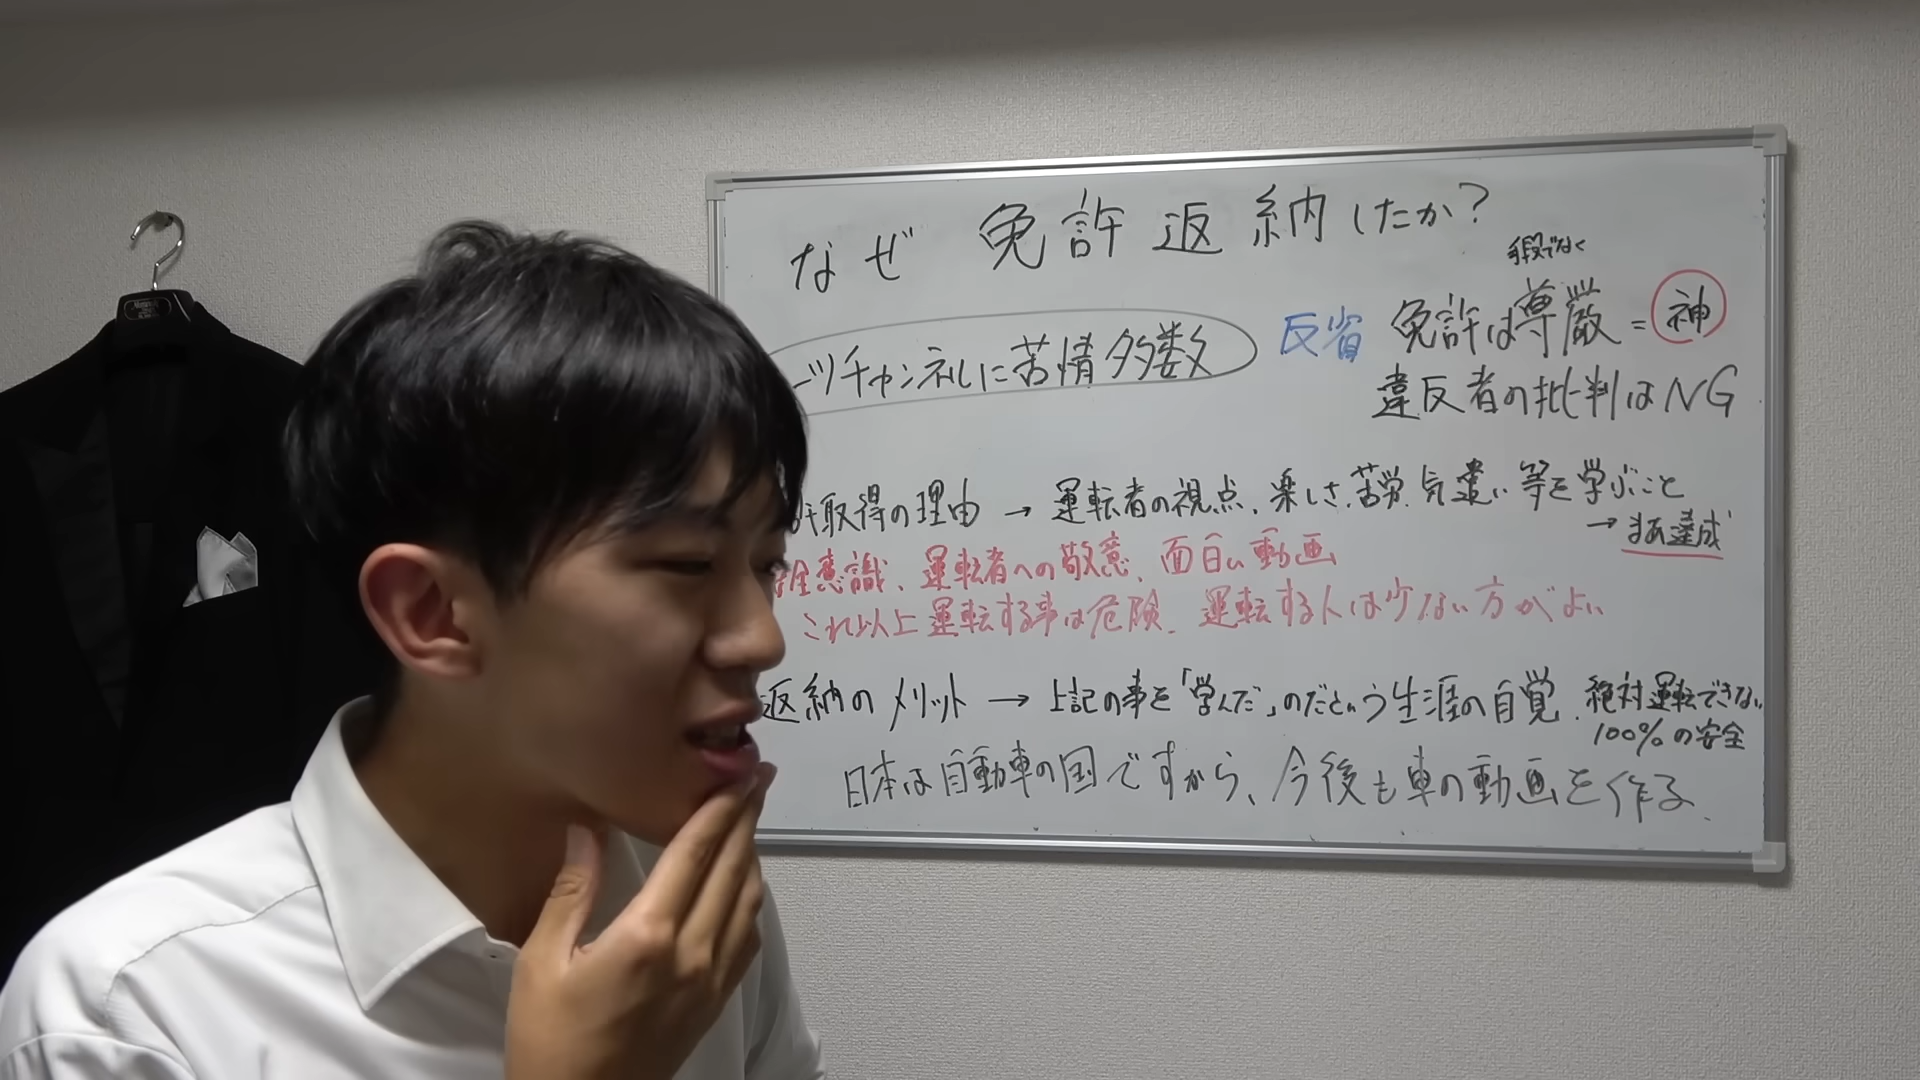 なぜ 免許返納したか?
手段でなく
ーツチャンネルに苦情多数
反省 免許は尊厳 = 神
違反者の批判はNG
許取得の理由 → 運転者の視点、楽しさ、苦労、気遣い等を学ぶこと
→ まあ達成
安全意識、運転者への敬意、面白い動画
これ以上運転する事は危険、運転する人は少ない方がよい
返納のメリット → 上記の事を「学んだ」のだという生涯の自覚、絶対運転できない
100%の安全
日本は自動車の国ですから、今後も車の動画を作る、